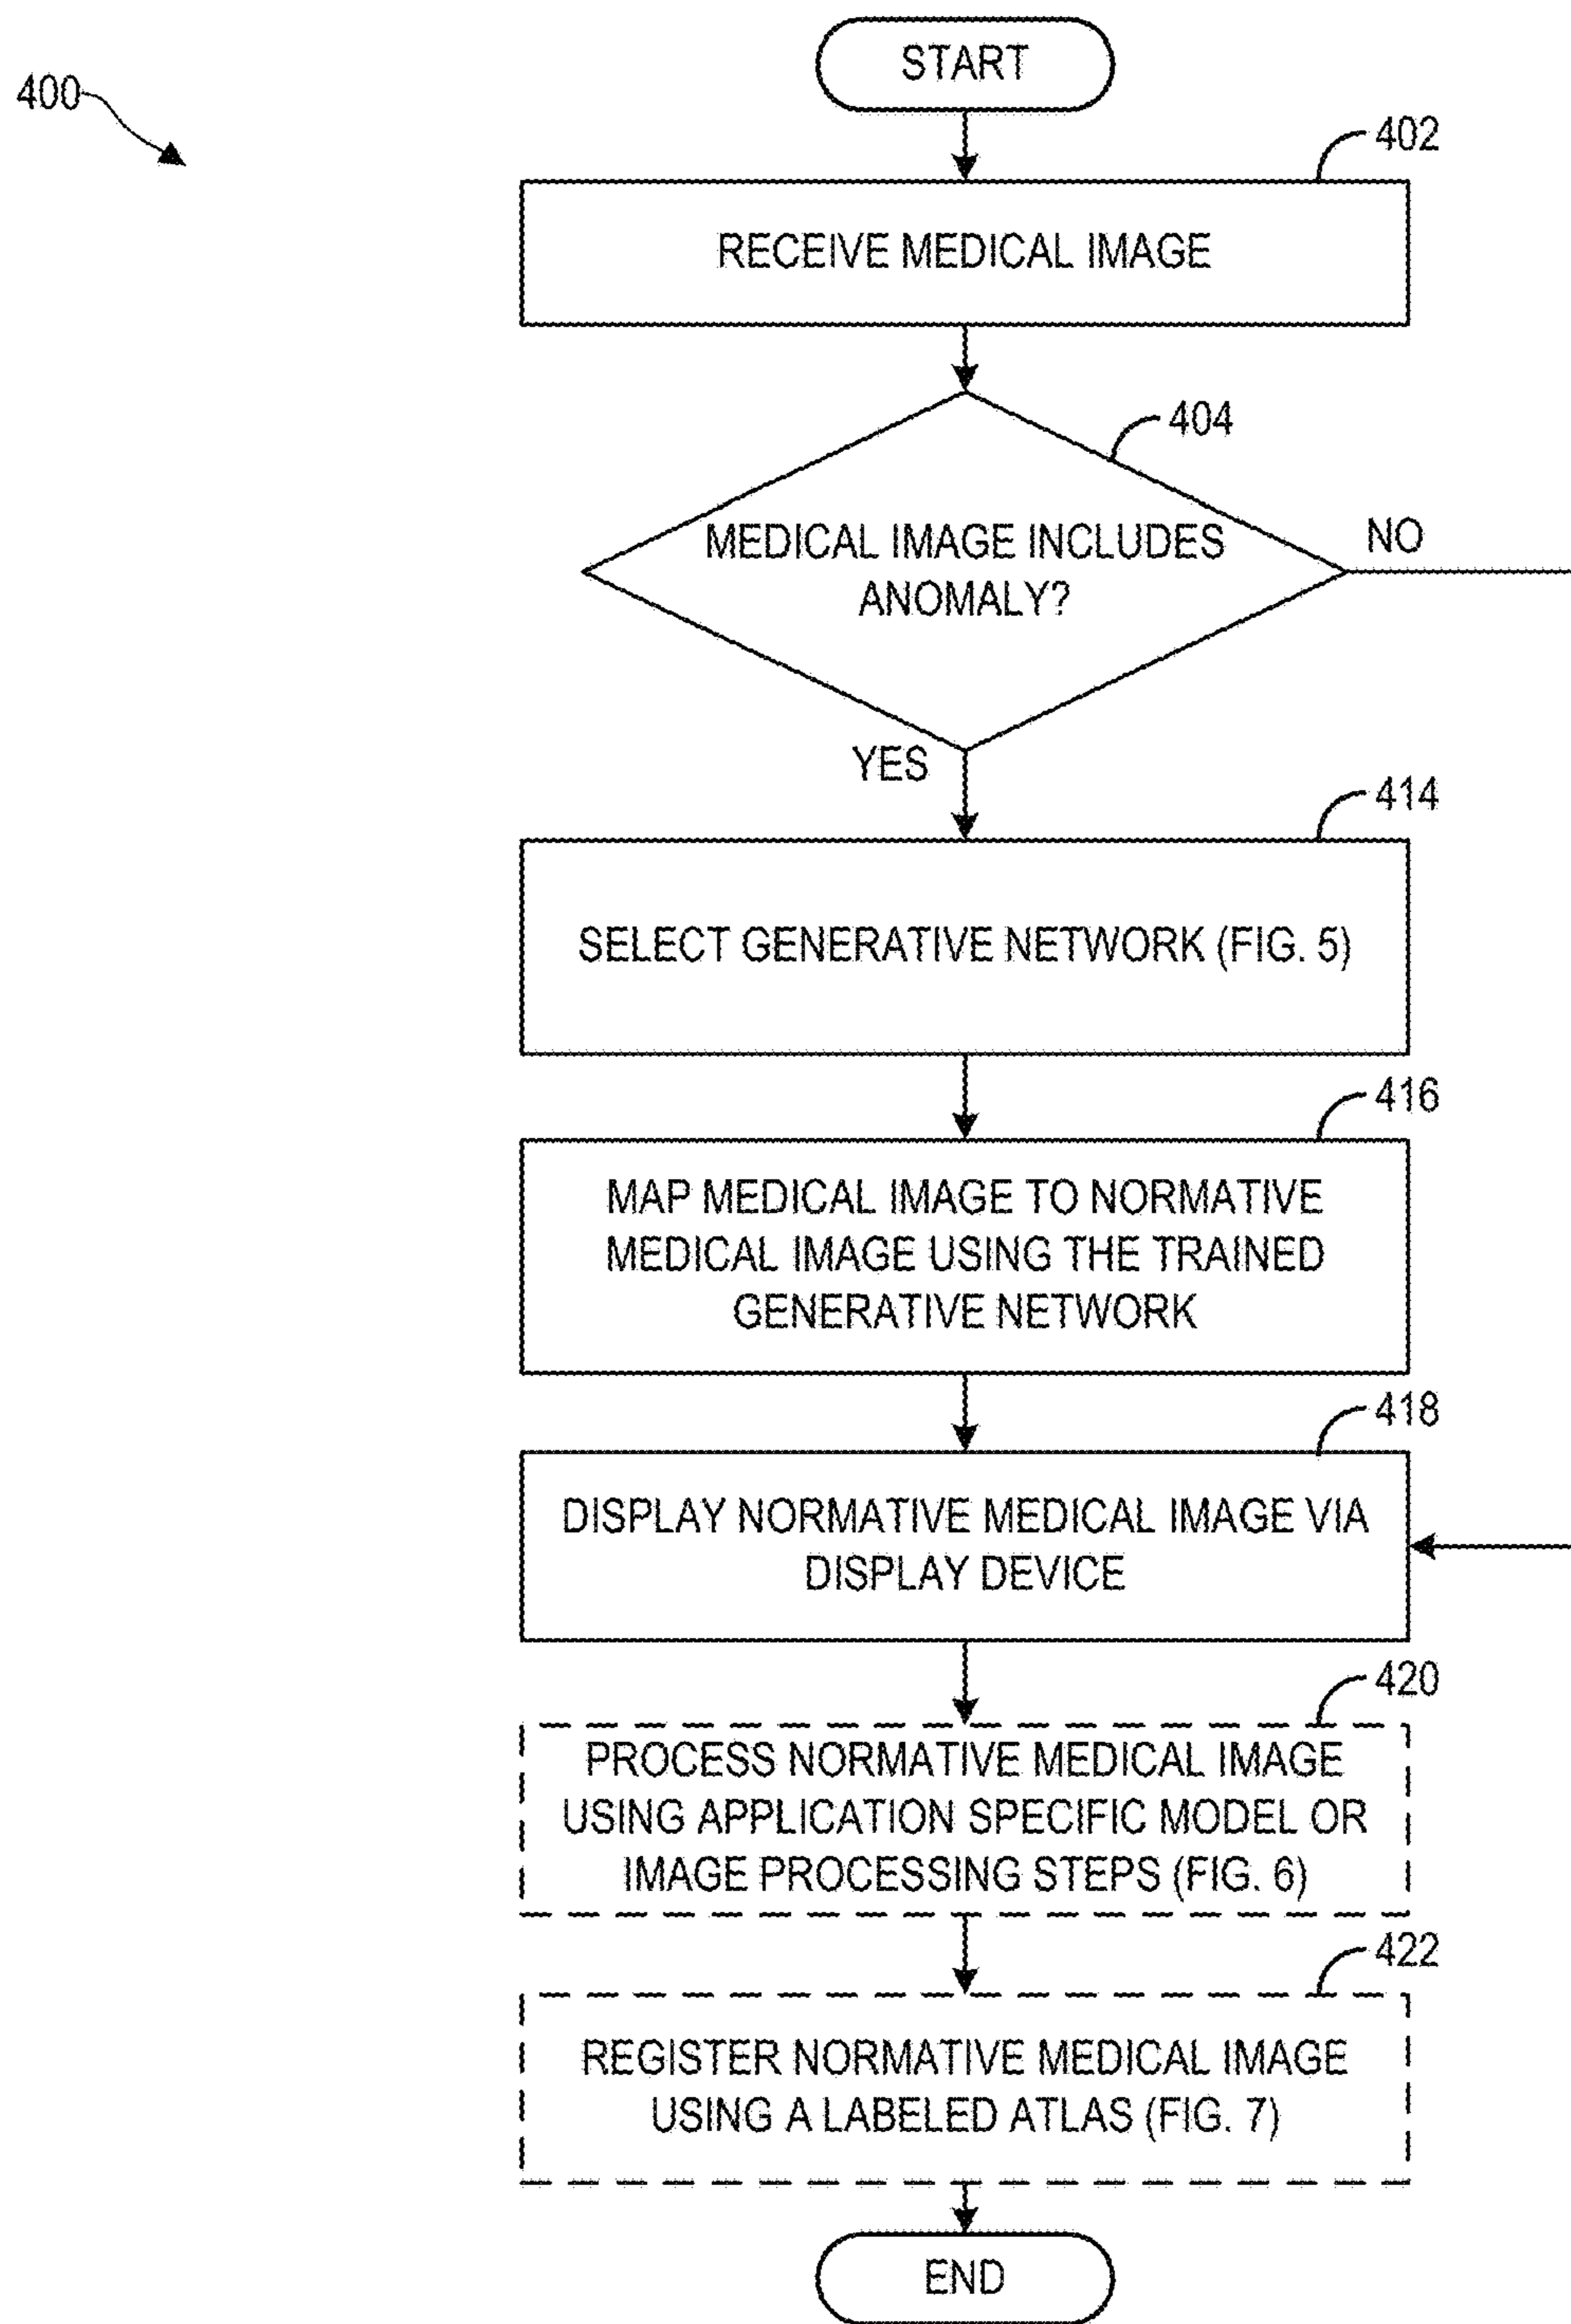 START
400
402
RECEIVE MEDICAL IMAGE
404
MEDICAL IMAGE INCLUDES
ANOMALY?
NO
YES
414
SELECT GENERATIVE NETWORK (FIG. 5)
416
MAP MEDICAL IMAGE TO NORMATIVE
MEDICAL IMAGE USING THE TRAINED
GENERATIVE NETWORK
418
DISPLAY NORMATIVE MEDICAL IMAGE VIA
DISPLAY DEVICE
420
PROCESS NORMATIVE MEDICAL IMAGE
USING APPLICATION SPECIFIC MODEL OR
IMAGE PROCESSING STEPS (FIG. 6)
422
REGISTER NORMATIVE MEDICAL IMAGE
USING A LABELED ATLAS (FIG. 7)
END